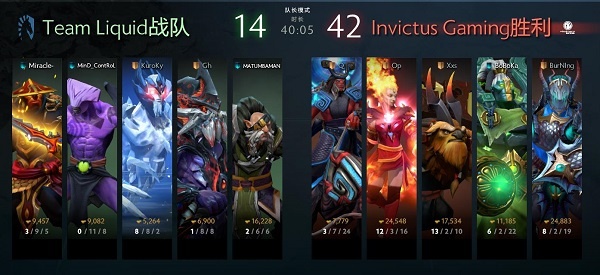 Team Liquid战队
14
队长模式
时长
40:05
42
Invictus Gaming胜利
Miracle-
MinD_ContRoL
KuroKy
Gh
MATUMBAMAN
Op
Xxs
BoBoKa
BurNIng
9,457
9,082
5,264
6,900
16,228
7,779
24,548
17,534
11,185
24,883
3 / 9 / 5
0 / 11 / 8
8 / 8 / 2
1 / 8 / 8
2 / 6 / 6
3 / 7 / 24
12 / 3 / 16
13 / 2 / 10
6 / 2 / 22
8 / 2 / 19